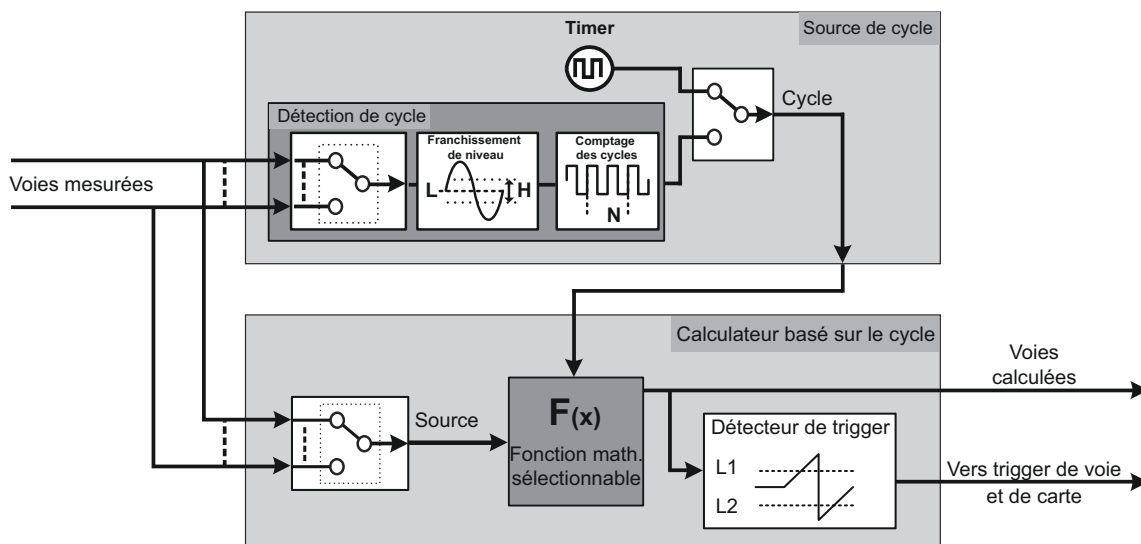 Timer
Source de cycle
Détection de cycle
Cycle
Franchissement
de niveau
Comptage
des cycles
Voies mesurées
L
H
N
Calculateur basé sur le cycle
Voies
calculées
Source
F(x)
Fonction math.
sélectionnable
Détecteur de trigger
L1
L2
Vers trigger de voie
et de carte